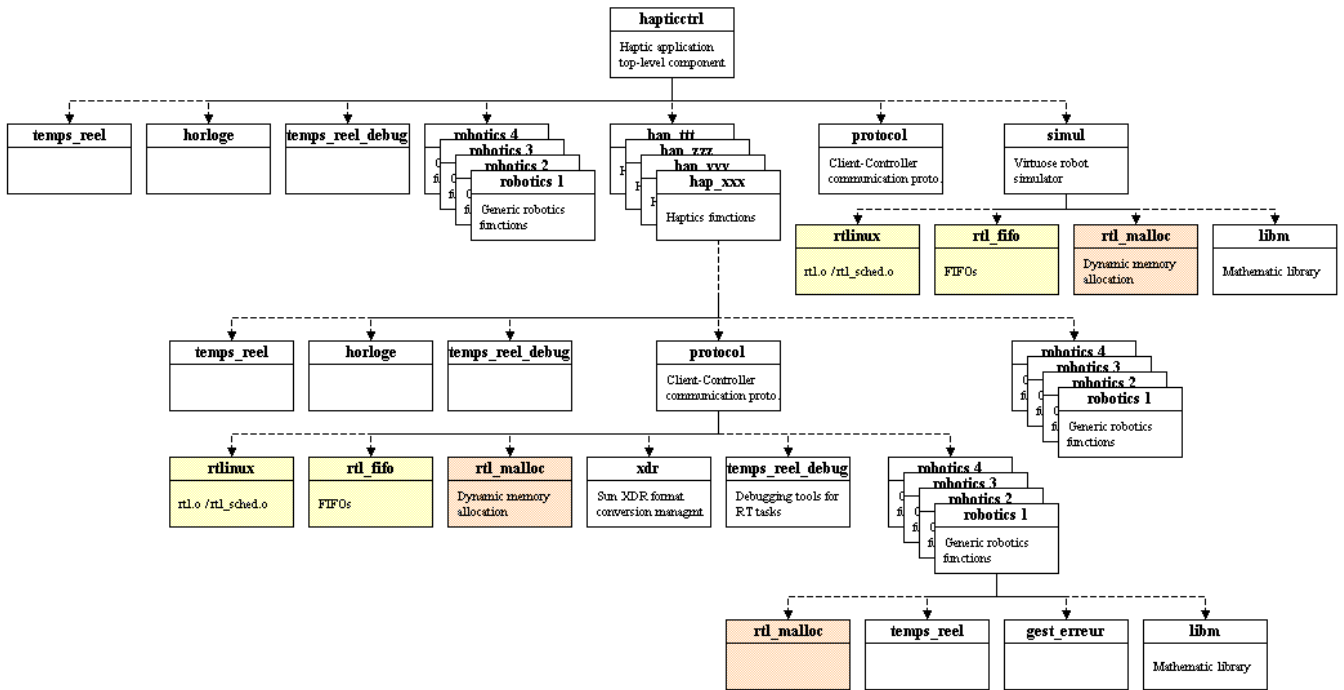 hapticctrl
Haptic application
top-level component
temps_reel
horloge
temps_reel_debug
robotics 4
robotics 3
robotics 2
robotics 1
Generic robotics
functions
hap_ttt
hap_zzz
hap_yyy
hap_xxx
Haptics functions
protocol
Client-Controller
communication proto.
simul
Virtuose robot
simulator
rtlinux
rtl.o /rtl_sched.o
rtl_fifo
FIFOs
rtl_malloc
Dynamic memory
allocation
libm
Mathematic library
temps_reel
horloge
temps_reel_debug
protocol
Client-Controller
communication proto.
robotics 4
robotics 3
robotics 2
robotics 1
Generic robotics
functions
rtlinux
rtl.o /rtl_sched.o
rtl_fifo
FIFOs
rtl_malloc
Dynamic memory
allocation
xdr
Sun XDR format
conversion managmt
temps_reel_debug
Debugging tools for
RT tasks
robotics 4
robotics 3
robotics 2
robotics 1
Generic robotics
functions
rtl_malloc
temps_reel
gest_erreur
libm
Mathematic library